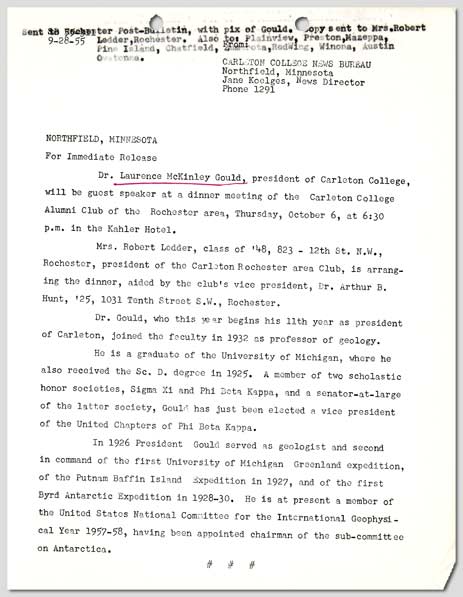 Sent to Rochester Post-Bulletin, with pix of Gould. Copy sent to Mrs.Robert
9-28-55 Ledder,Rochester. Also to: Plainview, Preston,Mazeppa,
Pine Island, Chatfield, RedWing, Winona, Austin
Owatonna.
From:
CARLETON COLLEGE NEWS BUREAU
Northfield, Minnesota
Jane Keelges, News Director
Phone 1291
NORTHFIELD, MINNESOTA
For Immediate Release
Dr. Laurence McKinley Gould, president of Carleton College,
will be guest speaker at a dinner meeting of the Carleton College
Alumni Club of the Rochester area, Thursday, October 6, at 6:30
p.m. in the Kahler Hotel.
Mrs. Robert Ledder, class of '48, 823 - 12th St. N.W.,
Rochester, president of the Carleton Rochester area Club, is arrang-
ing the dinner, aided by the club's vice president, Dr. Arthur B.
Hunt, '25, 1031 Tenth Street S.W., Rochester.
Dr. Gould, who this year begins his 11th year as president
of Carleton, joined the faculty in 1932 as professor of geology.
He is a graduate of the University of Michigan, where he
also received the Sc. D. degree in 1925. A member of two scholastic
honor societies, Sigma Xi and Phi Beta Kappa, and a senator-at-large
of the latter society, Gould has just been elected a vice president
of the United Chapters of Phi Beta Kappa.
In 1926 President Gould served as geologist and second
in command of the first University of Michigan Greenland expedition,
of the Putnam Baffin Island Expedition in 1927, and of the first
Byrd Antarctic Expedition in 1928-30. He is at present a member of
the United States National Committee for the International Geophysi-
cal Year 1957-58, having been appointed chairman of the sub-committee
on Antarctica.
# # #